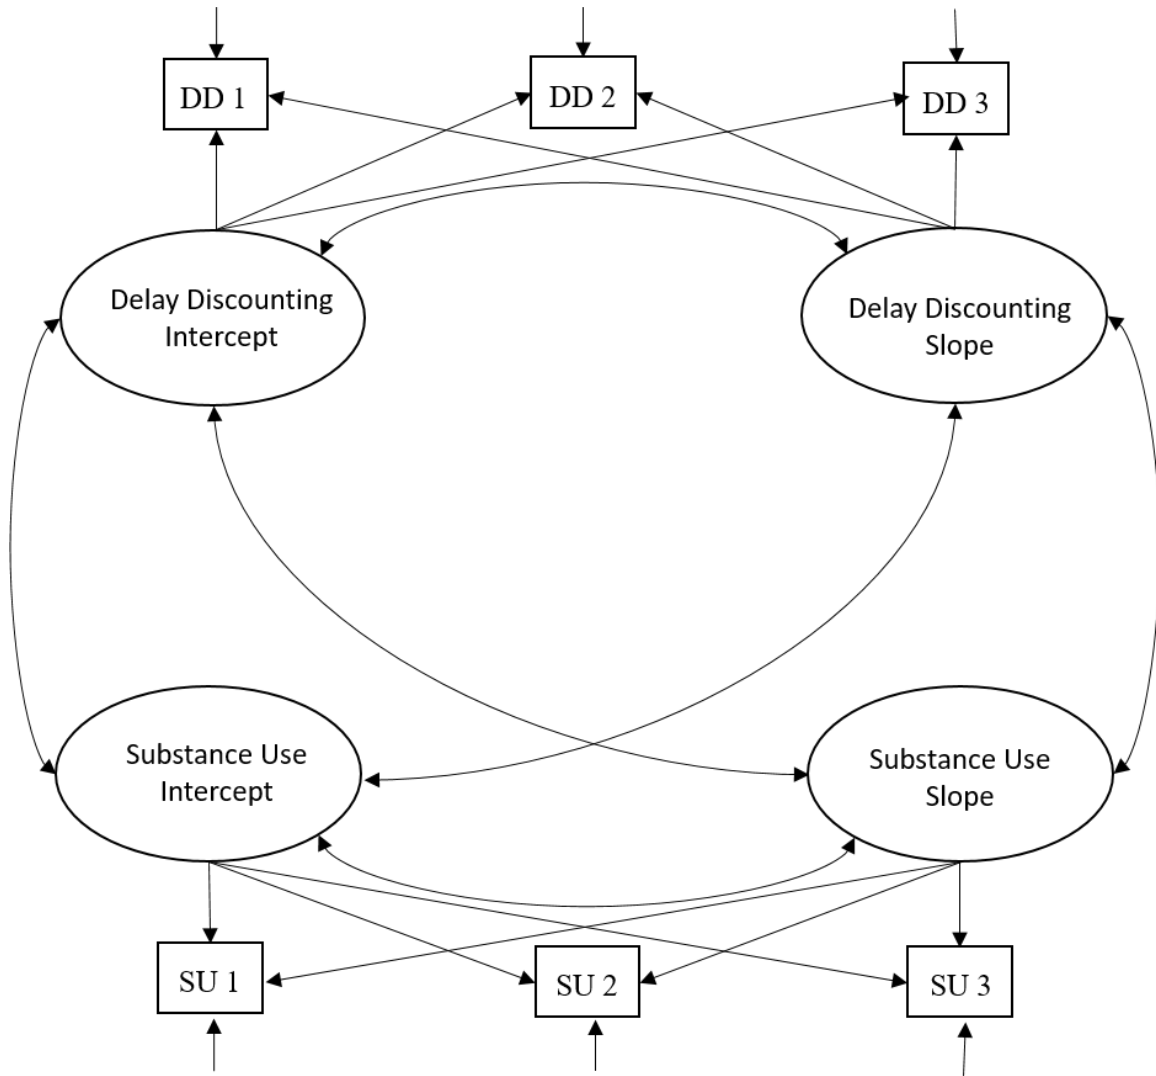 DD 1
DD 2
DD 3
Delay Discounting
Intercept
Delay Discounting
Slope
Substance Use
Intercept
Substance Use
Slope
SU 1
SU 2
SU 3